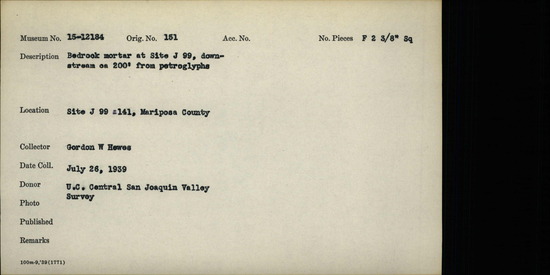 Museum No. 15-12184 Orig. No. 151 Acc. No. No. Pieces F 2 3/8" Sq
Description Bedrock mortar at Site J 99, down-
stream ca 200' from petroglyphs
Location Site J 99 z141, Mariposa County
Collector Gordon W Hewes
Date Coll. July 26, 1939
Donor U.C. Central San Joaquin Valley
Photo Survey
Published
Remarks
100m-9,'39(1771)